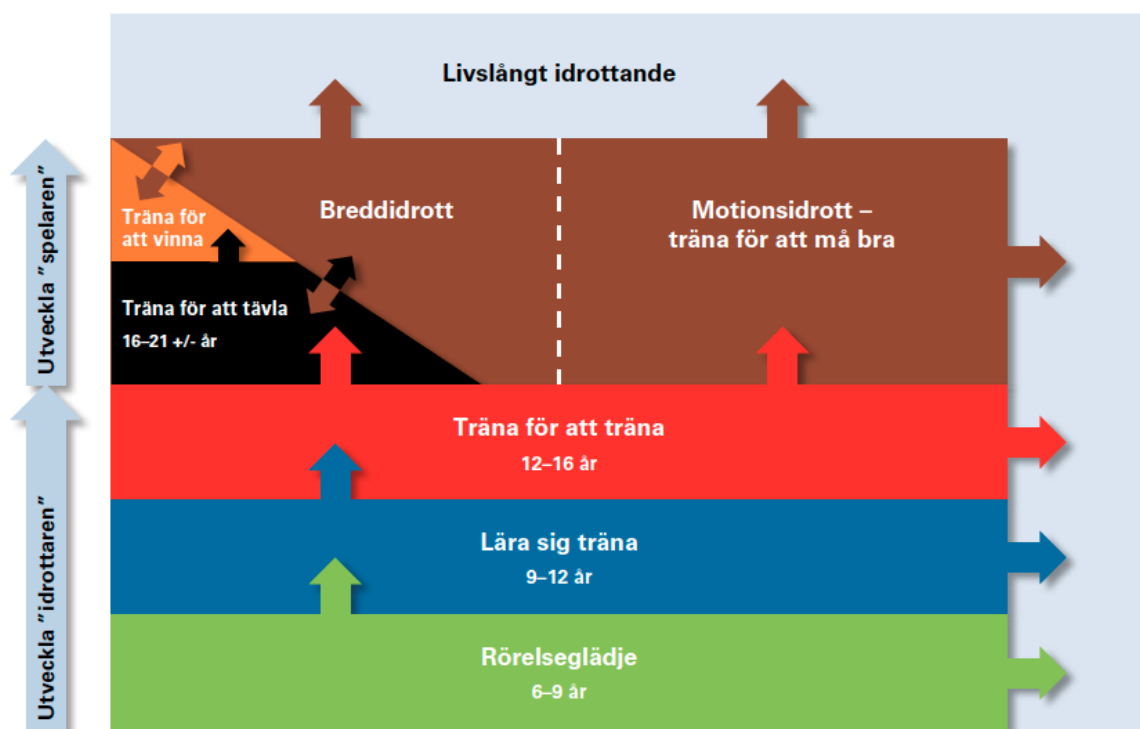 Livslångt idrottande
Utveckla "spelaren"
Träna för
att vinna
Breddidrott
Motionsidrott –
träna för att må bra
Träna för att tävla
16–21 +/- år
Utveckla "idrottaren"
Träna för att träna
12–16 år
Lära sig träna
9–12 år
Rörelseglädje
6–9 år